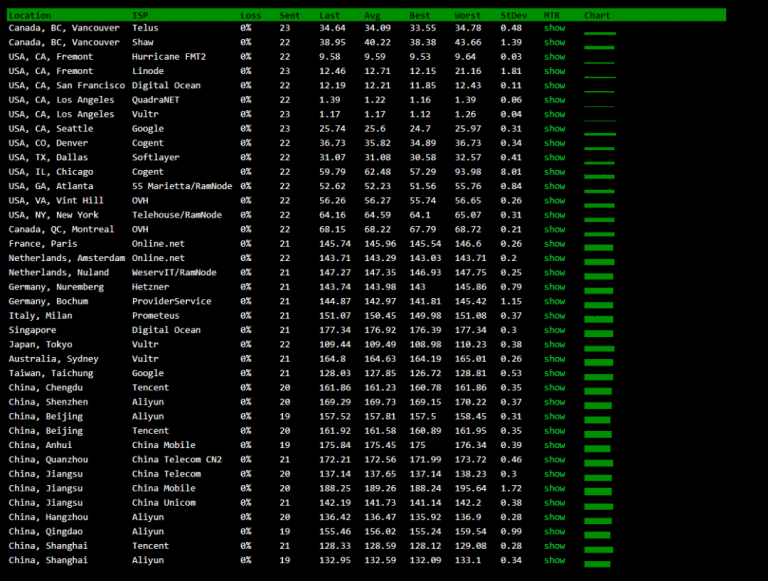 Location ISP Loss Sent Last Avg Best Worst StDev MTR Chart
Canada, BC, Vancouver Telus 0% 23 34.64 34.09 33.55 34.78 0.48 show
Canada, BC, Vancouver Shaw 0% 22 38.95 40.22 38.38 43.66 1.39 show
USA, CA, Fremont Hurricane FMT2 0% 22 9.58 9.59 9.53 9.64 0.03 show
USA, CA, Fremont Linode 0% 23 12.46 12.71 12.15 21.16 1.81 show
USA, CA, San Francisco Digital Ocean 0% 22 12.19 12.21 11.85 12.43 0.11 show
USA, CA, Los Angeles QuadraNET 0% 22 1.39 1.22 1.16 1.39 0.06 show
USA, CA, Los Angeles Vultr 0% 23 1.17 1.17 1.12 1.26 0.04 show
USA, CA, Seattle Google 0% 23 25.74 25.6 24.7 25.97 0.31 show
USA, CO, Denver Cogent 0% 22 36.73 35.82 34.89 36.73 0.34 show
USA, TX, Dallas Softlayer 0% 22 31.07 31.08 30.58 32.57 0.41 show
USA, IL, Chicago Cogent 0% 22 59.79 62.48 57.29 93.98 8.01 show
USA, GA, Atlanta 55 Marietta/RamNode 0% 22 52.62 52.23 51.56 55.76 0.84 show
USA, VA, Vint Hill OVH 0% 22 56.26 56.27 55.74 56.65 0.26 show
USA, NY, New York Telehouse/RamNode 0% 22 64.16 64.59 64.1 65.07 0.31 show
Canada, QC, Montreal OVH 0% 22 68.15 68.22 67.79 68.72 0.21 show
France, Paris Online.net 0% 21 145.74 145.96 145.54 146.6 0.26 show
Netherlands, Amsterdam Online.net 0% 22 143.71 143.29 143.03 143.71 0.2 show
Netherlands, Nuland WeservIT/RamNode 0% 21 147.27 147.35 146.93 147.75 0.25 show
Germany, Nuremberg Hetzner 0% 21 143.74 143.98 143 145.86 0.79 show
Germany, Bochum ProviderService 0% 21 144.87 142.97 141.81 145.42 1.15 show
Italy, Milan Prometeus 0% 21 151.07 150.45 149.98 151.08 0.37 show
Singapore Digital Ocean 0% 21 177.34 176.92 176.39 177.34 0.3 show
Japan, Tokyo Vultr 0% 22 109.44 109.49 108.98 110.23 0.38 show
Australia, Sydney Vultr 0% 21 164.8 164.63 164.19 165.01 0.26 show
Taiwan, Taichung Google 0% 21 128.03 127.85 126.72 128.81 0.53 show
China, Chengdu Tencent 0% 20 161.86 161.23 160.78 161.86 0.35 show
China, Shenzhen Aliyun 0% 20 169.29 169.73 169.15 170.22 0.37 show
China, Beijing Aliyun 0% 19 157.52 157.81 157.5 158.45 0.31 show
China, Beijing Tencent 0% 20 161.92 161.58 160.89 161.95 0.35 show
China, Anhui China Mobile 0% 19 175.84 175.45 175 176.34 0.39 show
China, Quanzhou China Telecom CN2 0% 21 172.21 172.56 171.99 173.72 0.46 show
China, Jiangsu China Telecom 0% 20 137.14 137.65 137.14 138.23 0.3 show
China, Jiangsu China Mobile 0% 20 188.25 189.26 188.24 195.64 1.72 show
China, Jiangsu China Unicom 0% 21 142.19 141.73 141.14 142.2 0.38 show
China, Hangzhou Aliyun 0% 20 136.42 136.47 135.92 136.9 0.28 show
China, Qingdao Aliyun 0% 19 155.46 156.02 155.24 159.54 0.99 show
China, Shanghai Tencent 0% 21 128.33 128.59 128.12 129.08 0.28 show
China, Shanghai Aliyun 0% 19 132.95 132.59 132.09 133.1 0.34 show